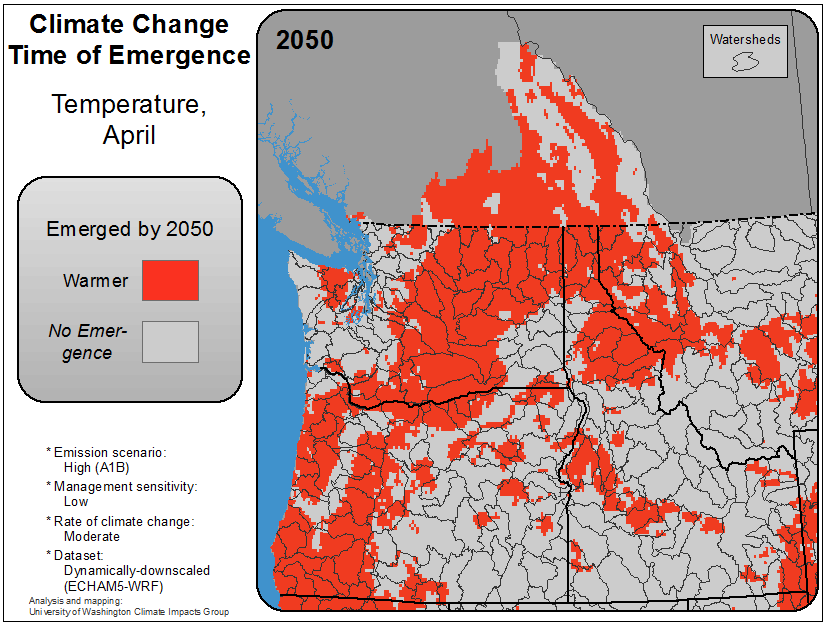 Climate Change
Time of Emergence
Temperature,
April
Emerged by 2050
Warmer
No Emer-
gence
* Emission scenario:
High (A1B)
* Management sensitivity:
Low
* Rate of climate change:
Moderate
* Dataset:
Dynamically-downscaled
(ECHAM5-WRF)
Analysis and mapping:
University of Washington Climate Impacts Group
2050
Watersheds